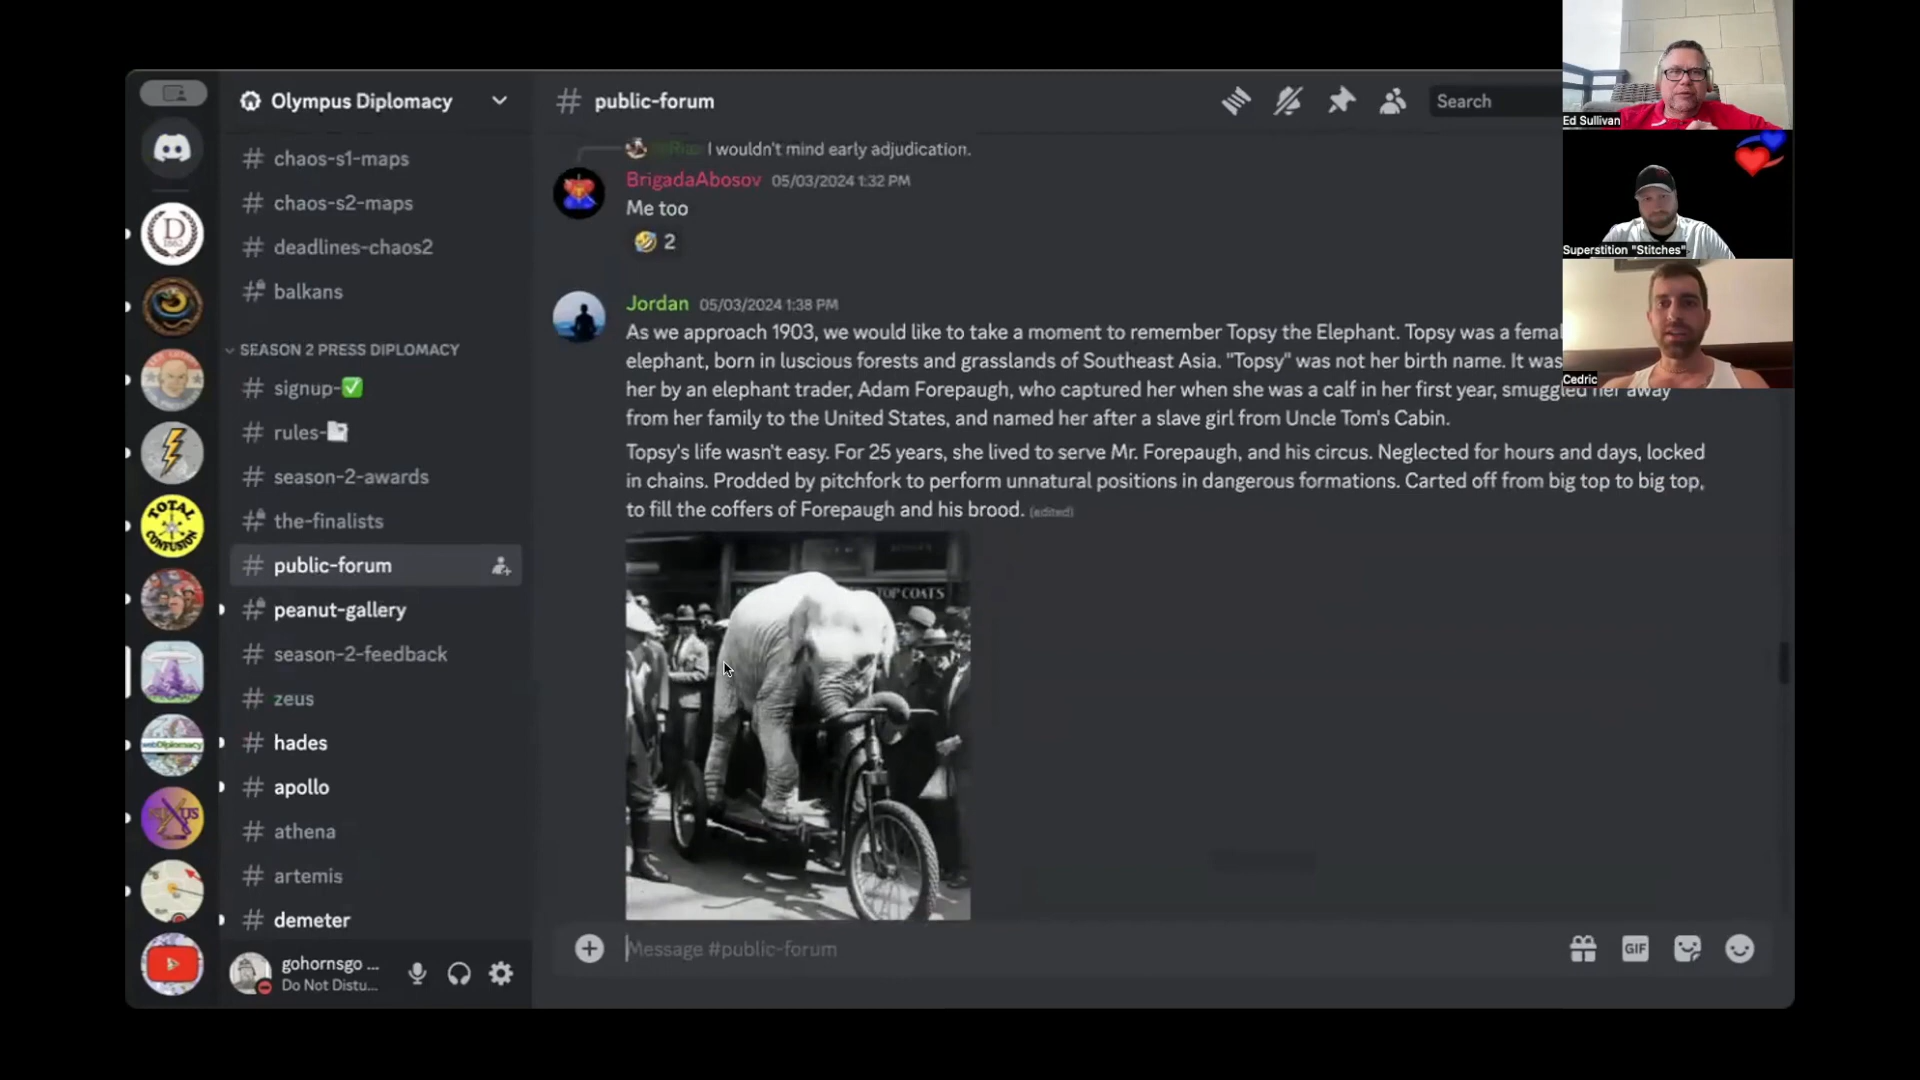 Olympus Diplomacy
chaos-s1-maps
chaos-s2-maps
deadlines-chaos2
balkans
SEASON 2 PRESS DIPLOMACY
signup-✅
rules-
season-2-awards
the-finalists
public-forum
peanut-gallery
season-2-feedback
zeus
hades
apollo
athena
artemis
demeter
gohornsgo ...
Do Not Distu...
D
TOTAL
CONFUSION
webDiplomacy
NEXUS
public-forum
Search
I wouldn't mind early adjudication.
BrigadaAbosov 05/03/2024 1:32 PM
Me too
🤣 2
Jordan 05/03/2024 1:38 PM
As we approach 1903, we would like to take a moment to remember Topsy the Elephant. Topsy was a femal
elephant, born in luscious forests and grasslands of Southeast Asia. "Topsy" was not her birth name. It was
her by an elephant trader, Adam Forepaugh, who captured her when she was a calf in her first year, smuggled her away
from her family to the United States, and named her after a slave girl from Uncle Tom's Cabin.
Topsy's life wasn't easy. For 25 years, she lived to serve Mr. Forepaugh, and his circus. Neglected for hours and days, locked
in chains. Prodded by pitchfork to perform unnatural positions in dangerous formations. Carted off from big top to big top,
to fill the coffers of Forepaugh and his brood. (edited)
TOP COATS
Message #public-forum
GIF
Ed Sullivan
Superstition "Stitches"
Cedric